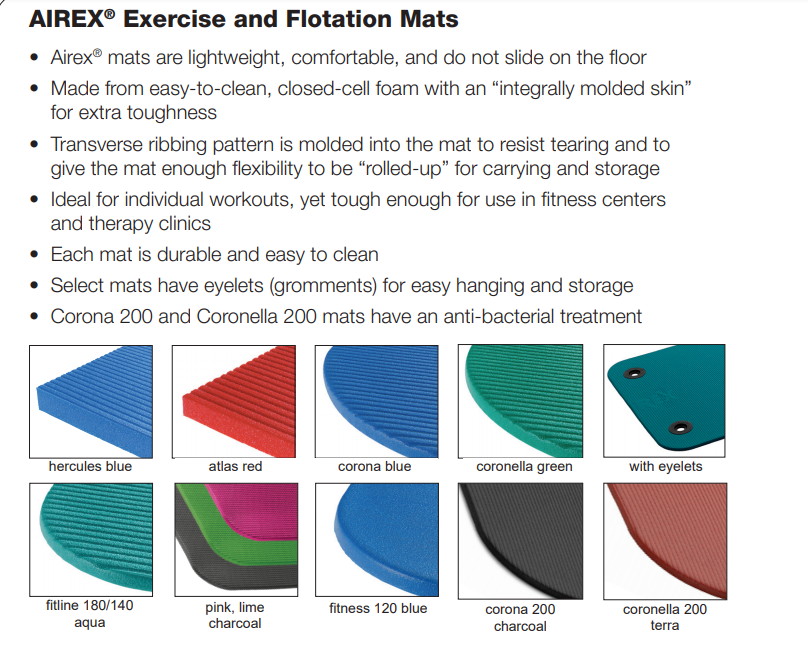 AIREX® Exercise and Flotation Mats
• Airex® mats are lightweight, comfortable, and do not slide on the floor
• Made from easy-to-clean, closed-cell foam with an “integrally molded skin”
for extra toughness
• Transverse ribbing pattern is molded into the mat to resist tearing and to
give the mat enough flexibility to be “rolled-up” for carrying and storage
• Ideal for individual workouts, yet tough enough for use in fitness centers
and therapy clinics
• Each mat is durable and easy to clean
• Select mats have eyelets (gromments) for easy hanging and storage
• Corona 200 and Coronella 200 mats have an anti-bacterial treatment
hercules blue
atlas red
corona blue
coronella green
with eyelets
fitline 180/140
aqua
pink, lime
charcoal
fitness 120 blue
corona 200
charcoal
coronella 200
terra